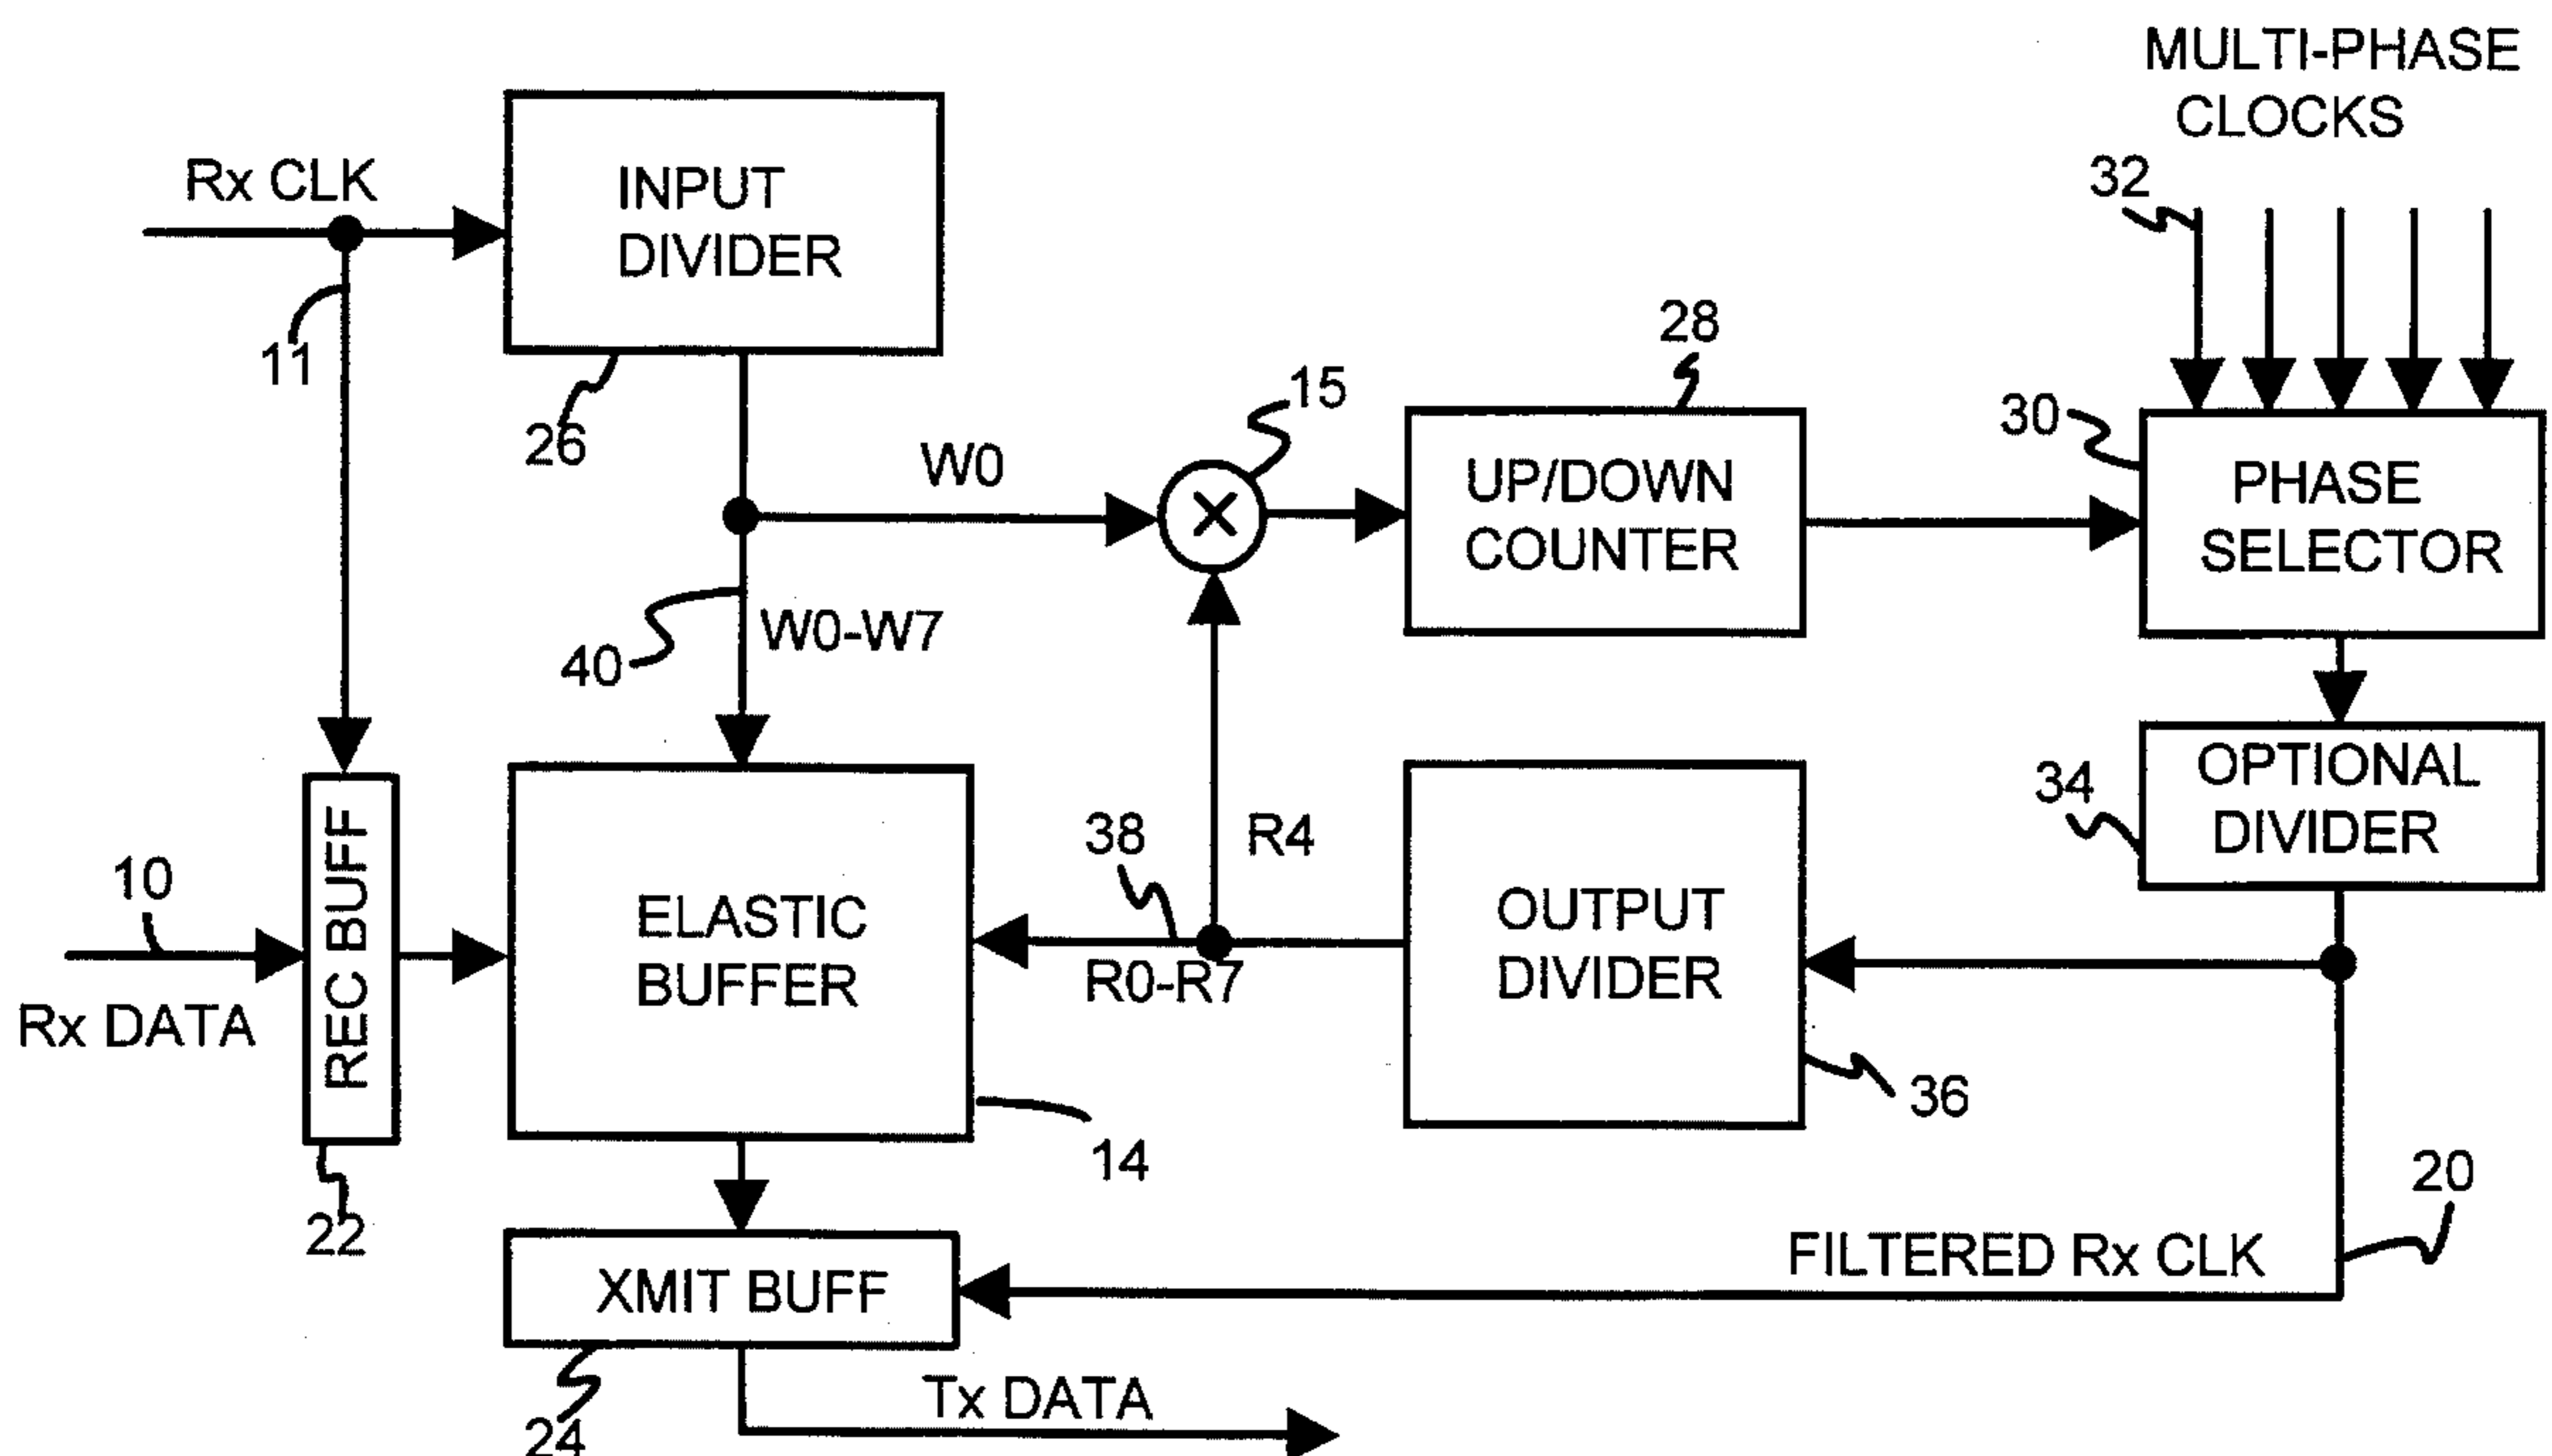 MULTI-PHASE
CLOCKS
32
Rx CLK
INPUT
DIVIDER
11
26
28
15
30
W0
UP/DOWN
COUNTER
PHASE
SELECTOR
W0-W7
40
34
OPTIONAL
DIVIDER
10
Rx DATA
REC BUFF
22
ELASTIC
BUFFER
14
38
R4
R0-R7
OUTPUT
DIVIDER
36
20
FILTERED Rx CLK
XMIT BUFF
24
Tx DATA